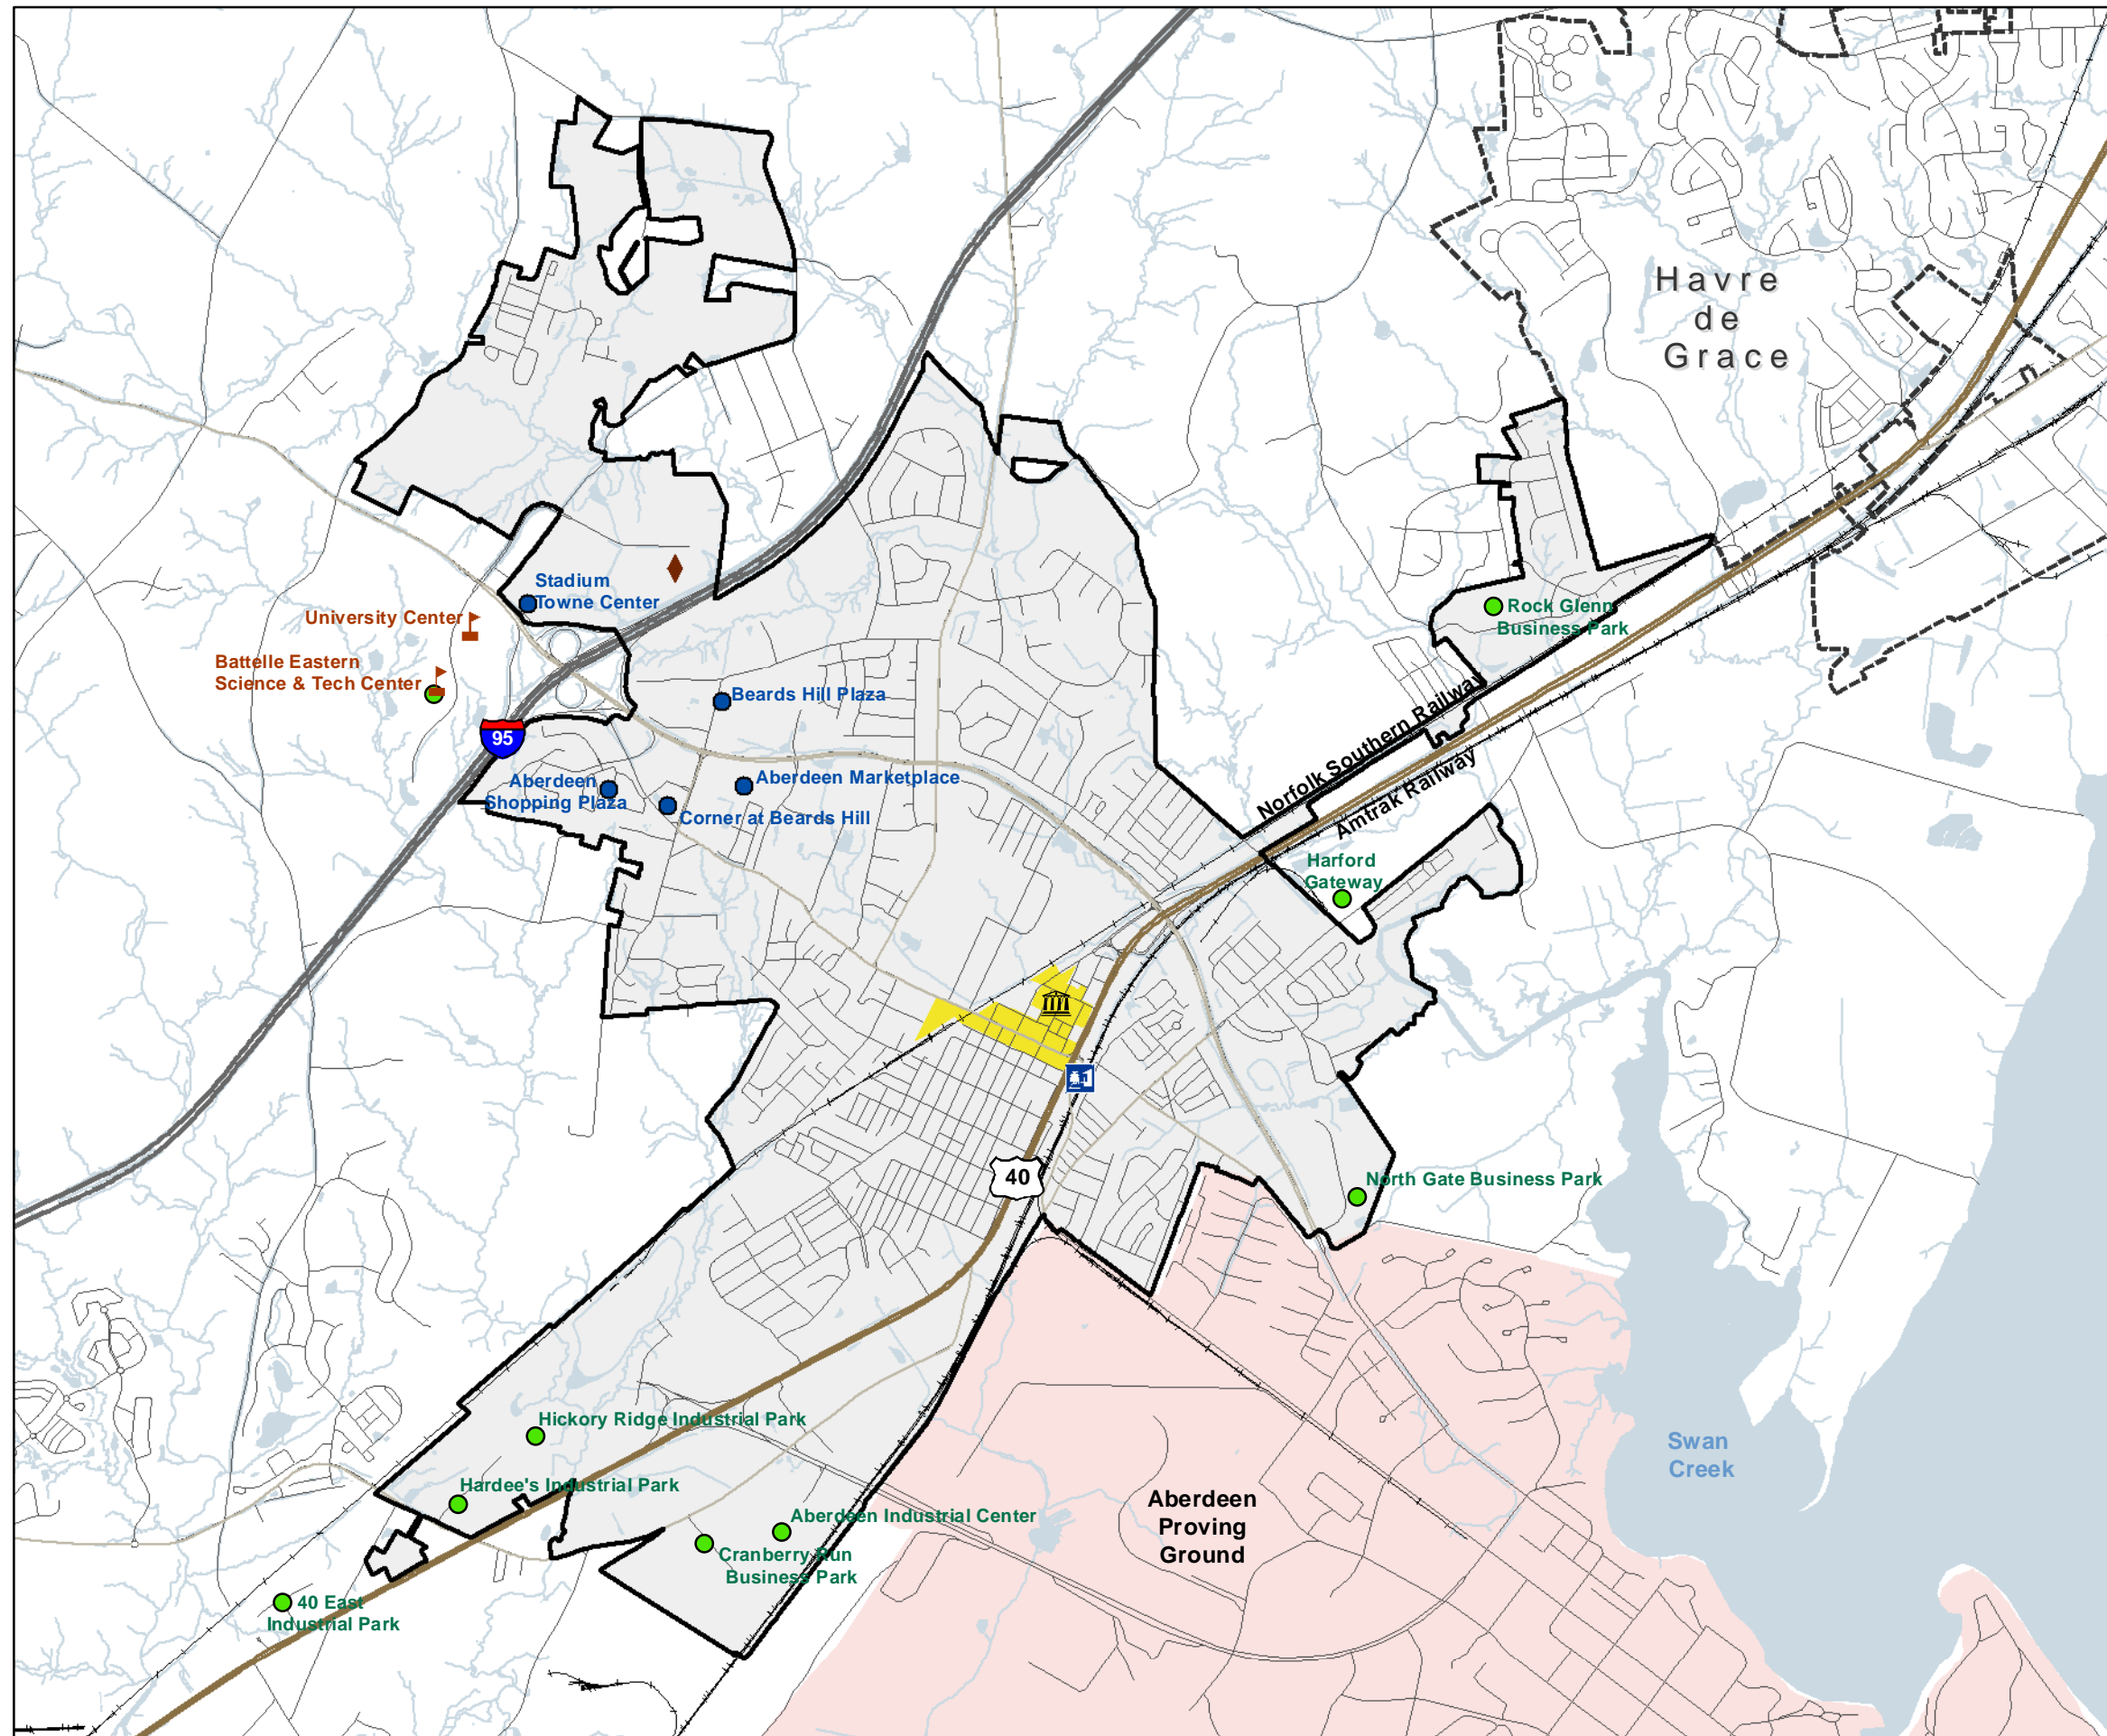 Havre
de
Grace
Stadium
Towne Center
University Center
Battelle Eastern
Science & Tech Center
Rock Glenn
Business Park
Beards Hill Plaza
95
Aberdeen
Shopping Plaza
Aberdeen Marketplace
Corner at Beards Hill
Norfolk Southern Railway
Amtrak Railway
Harford
Gateway
40
North Gate Business Park
Hickory Ridge Industrial Park
Hardee's Industrial Park
Aberdeen Industrial Center
Cranberry Run
Business Park
40 East
Industrial Park
Aberdeen
Proving
Ground
Swan
Creek